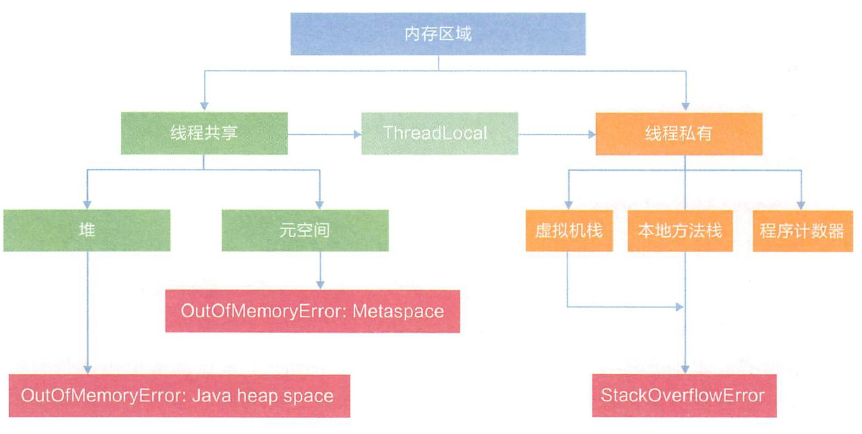 内存区域
线程共享
ThreadLocal
线程私有
堆
元空间
虚拟机栈
本地方法栈
程序计数器
OutOfMemoryError: Metaspace
OutOfMemoryError: Java heap space
StackOverflowError